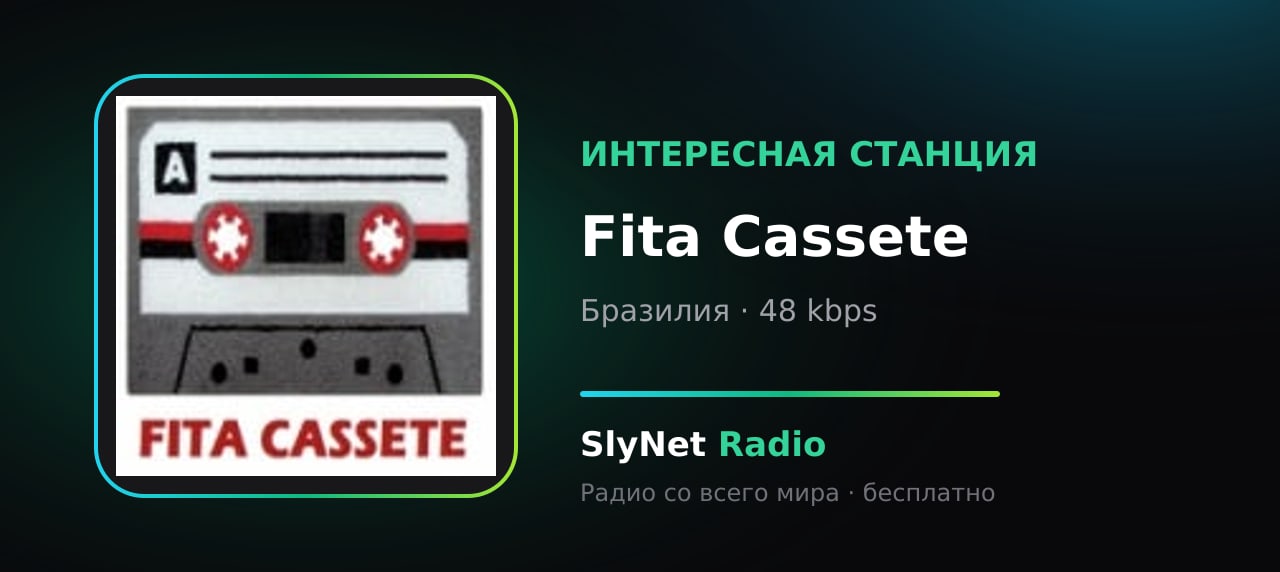 A
FITA CASSETE
ИНТЕРЕСНАЯ СТАНЦИЯ
Fita Cassete
Бразилия · 48 kbps
SlyNet Radio
Радио со всего мира · бесплатно